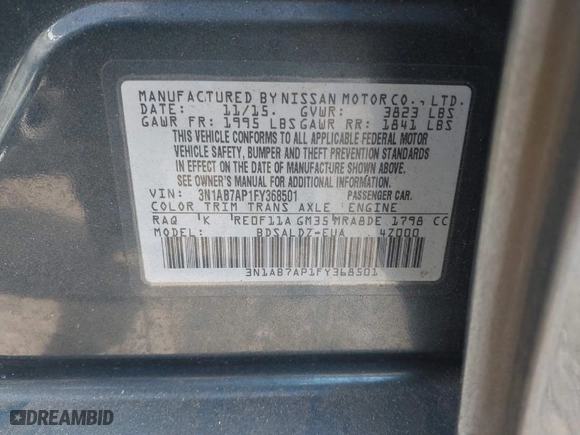 MANUFACTURED BY NISSAN MOTOR CO., LTD.
DATE: 11/15. GVWR: 3823 LBS
GAWR FR: 1995 LBS GAWR RR: 1841 LBS
THIS VEHICLE CONFORMS TO ALL APPLICABLE FEDERAL MOTOR
VEHICLE SAFETY, BUMPER AND THEFT PREVENTION STANDARDS
IN EFFECT ON THE DATE OF MANUFACTURE SHOWN ABOVE.
SEE OWNER'S MANUAL FOR ADDITIONAL INFORMATION
VIN: 3N1AB7AP1FY368501 PASSENGER CAR.
COLOR TRIM TRANS AXLE ENGINE
RAQ K RE0F11A GM35 MRA8DE 1798 CC
BDSALDZ-EUA 4Z000
3N1AB7AP1FY368501
DREAMBID